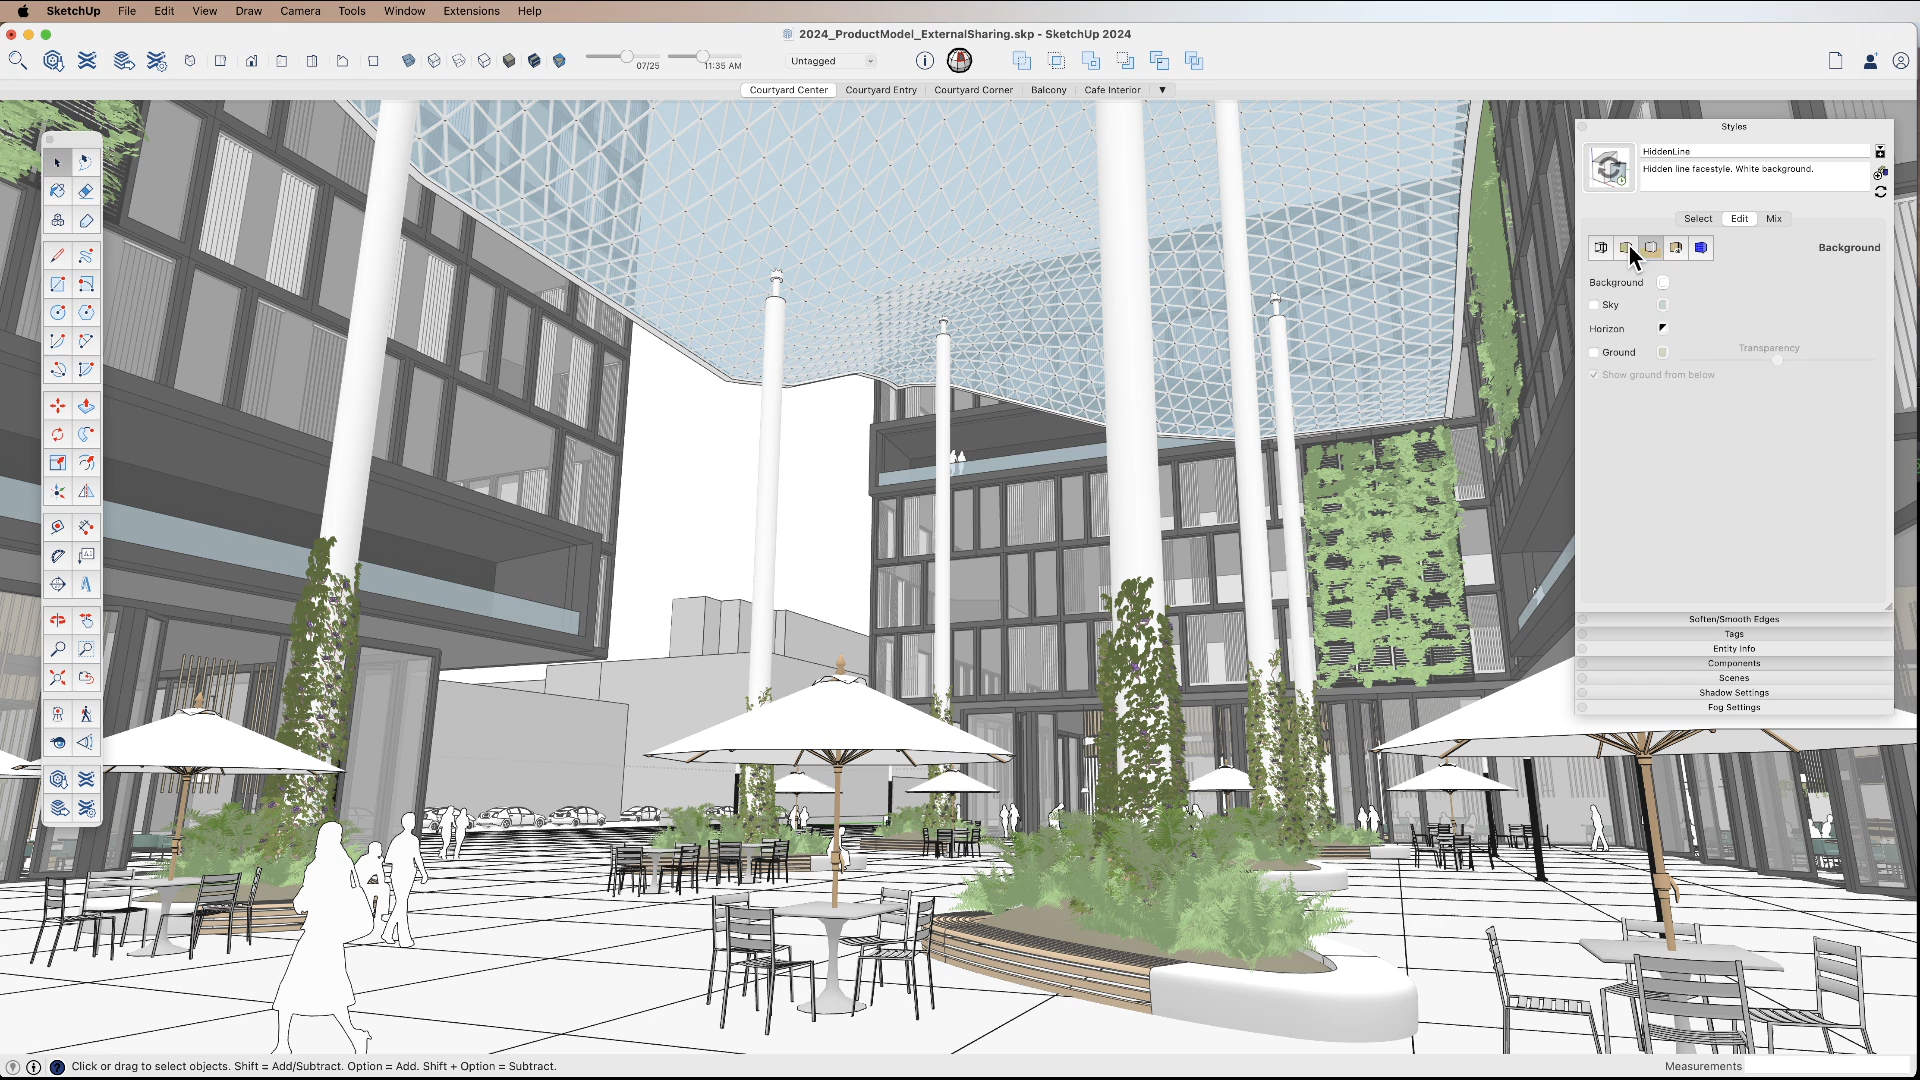 SketchUp File Edit View Draw Camera Tools Window Extensions Help
2024_ProductModel_ExternalSharing.skp - SketchUp 2024
07/25 11:35 AM Untagged
Courtyard Center Courtyard Entry Courtyard Corner Balcony Cafe Interior
Styles
HiddenLine
Hidden line facestyle. White background.
Select Edit Mix
Background
Background
Sky
Horizon
Ground Transparency
Show ground from below
Soften/Smooth Edges
Tags
Entity Info
Components
Scenes
Shadow Settings
Fog Settings
Click or drag to select objects. Shift = Add/Subtract. Option = Add. Shift + Option = Subtract. Measurements